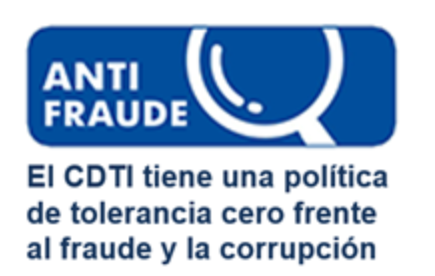 ANTI
FRAUDE
El CDTI tiene una política
de tolerancia cero frente
al fraude y la corrupción